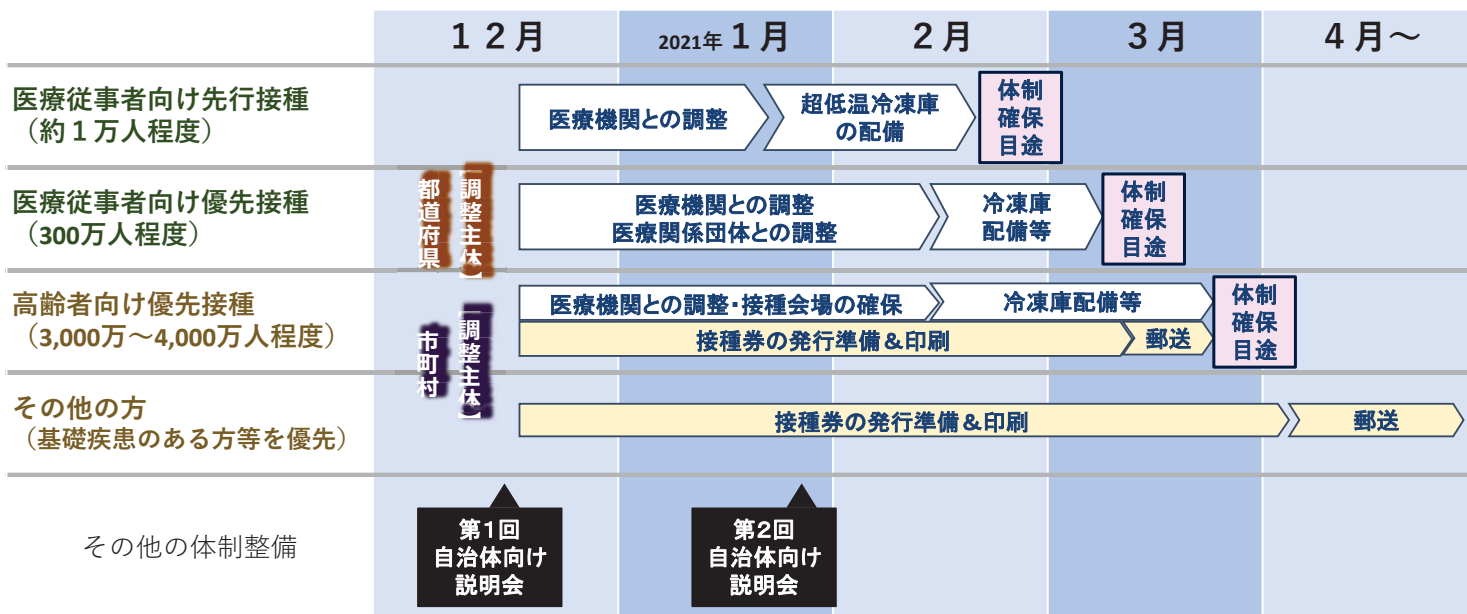 12月
2021年 1月
2月
3月
4月～
医療従事者向け先行接種
（約１万人程度）
医療機関との調整
超低温冷凍庫
の配備
体制
確保
目途
医療従事者向け優先接種
（300万人程度）
【調整主体】
都道府県
医療機関との調整
医療関係団体との調整
冷凍庫
配備等
体制
確保
目途
高齢者向け優先接種
（3,000万～4,000万人程度）
【調整主体】
市町村
医療機関との調整・接種会場の確保
冷凍庫配備等
接種券の発行準備＆印刷
郵送
体制
確保
目途
その他の方
（基礎疾患のある方等を優先）
接種券の発行準備＆印刷
郵送
その他の体制整備
第1回
自治体向け
説明会
第2回
自治体向け
説明会